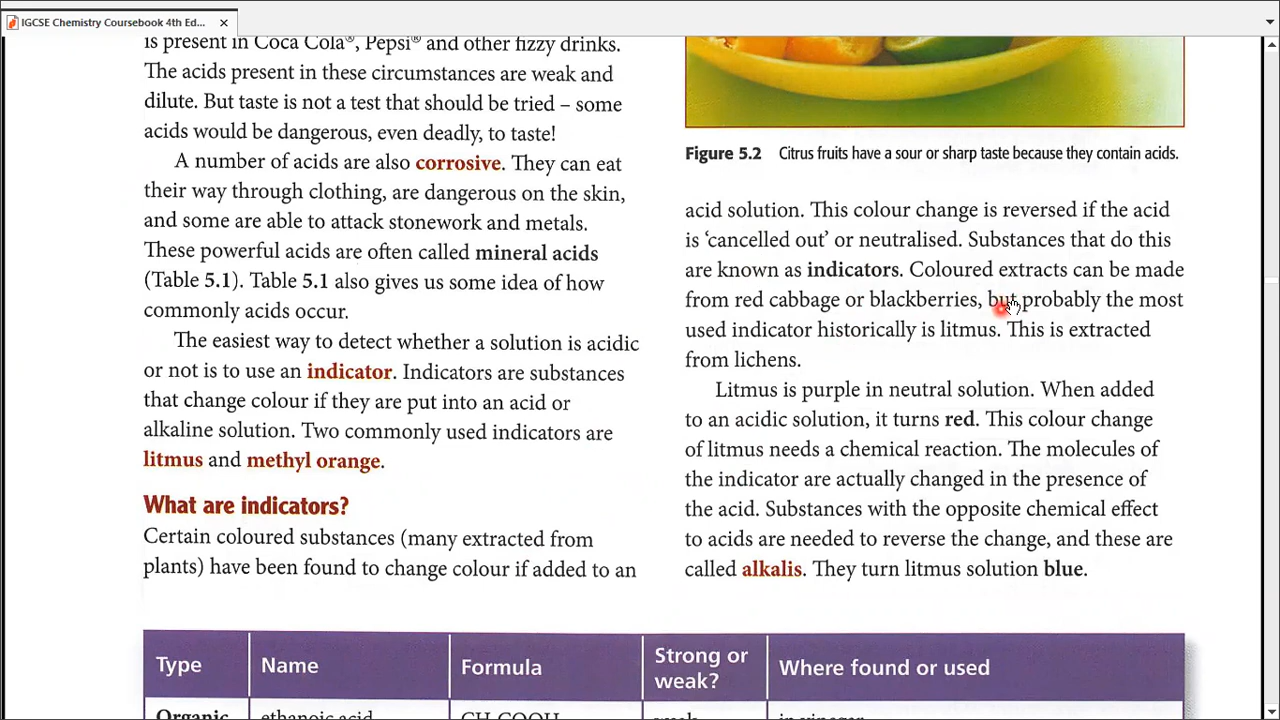 IGCSE Chemistry Coursebook 4th Ed...
is present in Coca Cola®, Pepsi® and other fizzy drinks.
The acids present in these circumstances are weak and
dilute. But taste is not a test that should be tried – some
acids would be dangerous, even deadly, to taste!
A number of acids are also corrosive. They can eat
their way through clothing, are dangerous on the skin,
and some are able to attack stonework and metals.
These powerful acids are often called mineral acids
(Table 5.1). Table 5.1 also gives us some idea of how
commonly acids occur.
The easiest way to detect whether a solution is acidic
or not is to use an indicator. Indicators are substances
that change colour if they are put into an acid or
alkaline solution. Two commonly used indicators are
litmus and methyl orange.
What are indicators?
Certain coloured substances (many extracted from
plants) have been found to change colour if added to an
Figure 5.2 Citrus fruits have a sour or sharp taste because they contain acids.
acid solution. This colour change is reversed if the acid
is ‘cancelled out’ or neutralised. Substances that do this
are known as indicators. Coloured extracts can be made
from red cabbage or blackberries, but probably the most
used indicator historically is litmus. This is extracted
from lichens.
Litmus is purple in neutral solution. When added
to an acidic solution, it turns red. This colour change
of litmus needs a chemical reaction. The molecules of
the indicator are actually changed in the presence of
the acid. Substances with the opposite chemical effect
to acids are needed to reverse the change, and these are
called alkalis. They turn litmus solution blue.
Type Name Formula Strong or weak? Where found or used
Organic ethanoic acid CH₃COOH weak in vinegar